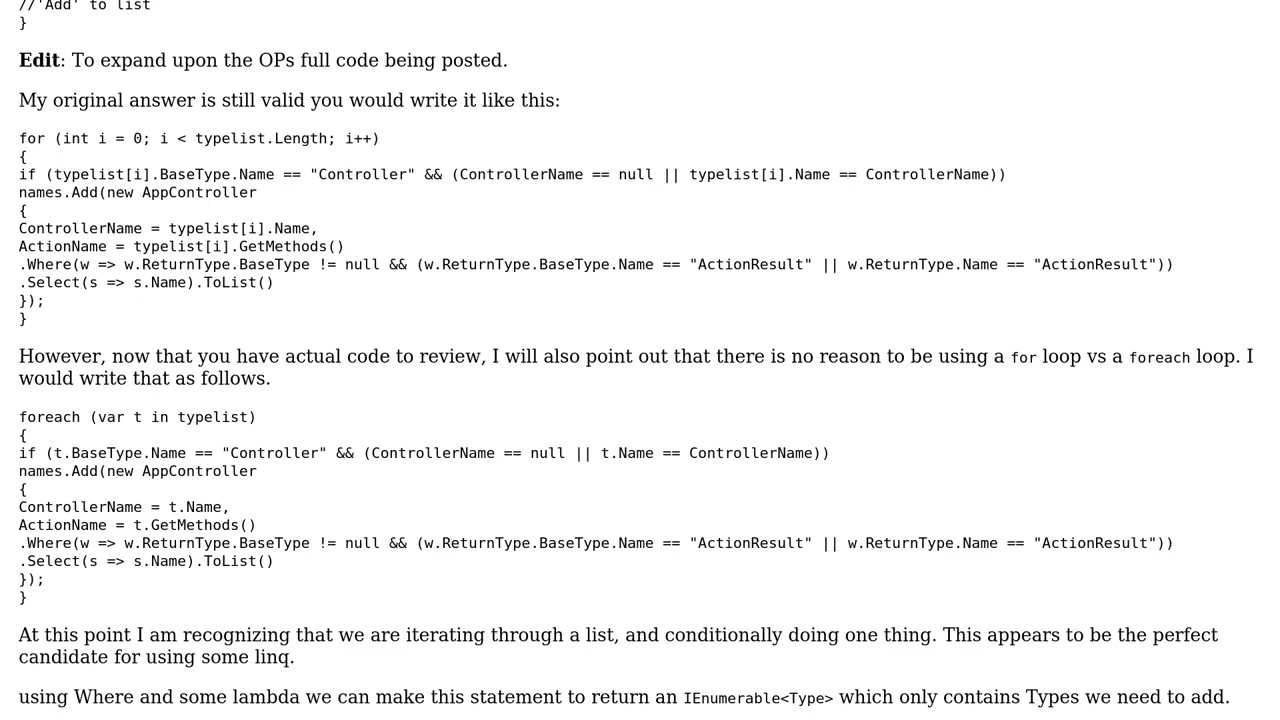 //'Add' to list
}
Edit: To expand upon the OPs full code being posted.
My original answer is still valid you would write it like this:
for (int i = 0; i < typelist.Length; i++)
{
if (typelist[i].BaseType.Name == "Controller" && (ControllerName == null || typelist[i].Name == ControllerName))
names.Add(new AppController
{
ControllerName = typelist[i].Name,
ActionName = typelist[i].GetMethods()
.Where(w => w.ReturnType.BaseType != null && (w.ReturnType.BaseType.Name == "ActionResult" || w.ReturnType.Name == "ActionResult"))
.Select(s => s.Name).ToList()
});
}
However, now that you have actual code to review, I will also point out that there is no reason to be using a for loop vs a foreach loop. I
would write that as follows.
foreach (var t in typelist)
{
if (t.BaseType.Name == "Controller" && (ControllerName == null || t.Name == ControllerName))
names.Add(new AppController
{
ControllerName = t.Name,
ActionName = t.GetMethods()
.Where(w => w.ReturnType.BaseType != null && (w.ReturnType.BaseType.Name == "ActionResult" || w.ReturnType.Name == "ActionResult"))
.Select(s => s.Name).ToList()
});
}
At this point I am recognizing that we are iterating through a list, and conditionally doing one thing. This appears to be the perfect
candidate for using some linq.
using Where and some lambda we can make this statement to return an IEnumerable<Type> which only contains Types we need to add.